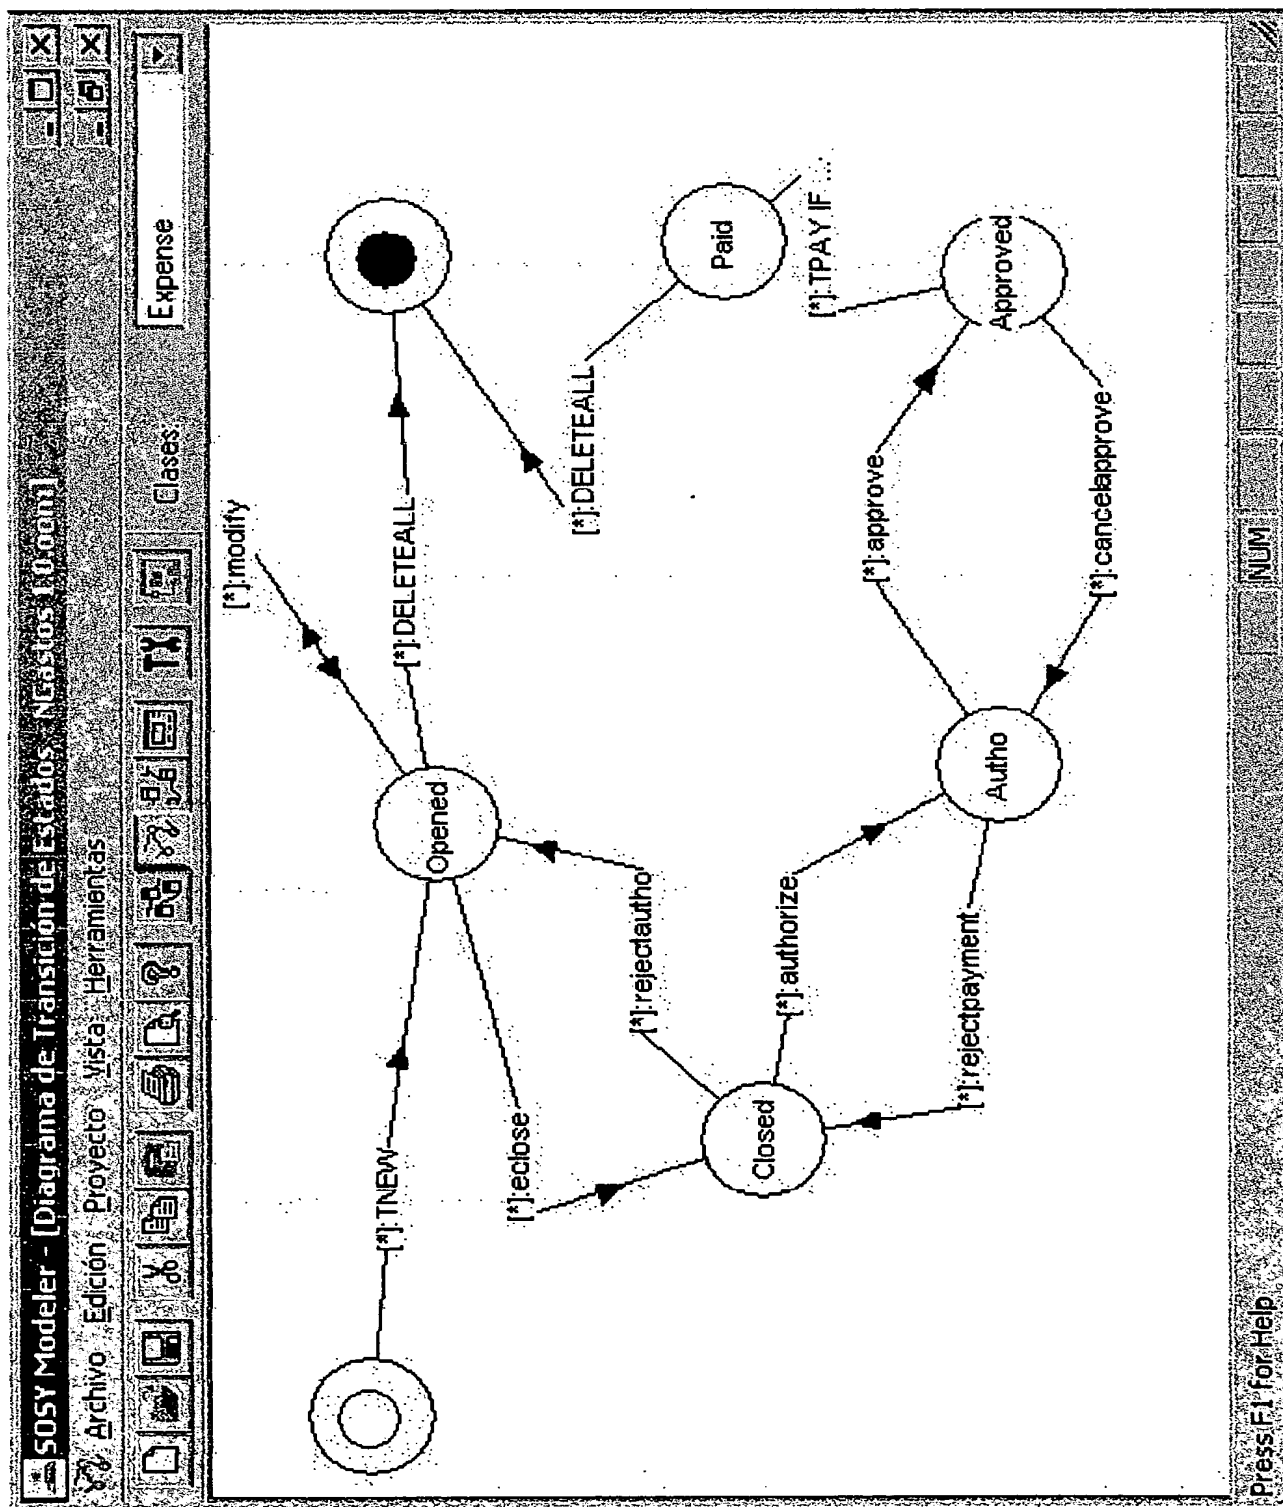 SOSY Modeler - [Diagrama de Transición de Estados: NGastos 1.0.oom]
Archivo Edición Proyecto Vista Herramientas
Clases:
Expense
[*]:modify
[*]:TNEW
Opened
[*]:DELETEALL
[*]:eclose
[*]:DELETEALL
[*]:rejectautho
Paid
Closed
[*]:authorize
[*]:TPAY IF ...
[*]:approve
[*]:rejectpayment
Autho
Approved
[*]:cancelapprove
Press F1 for Help
NUM